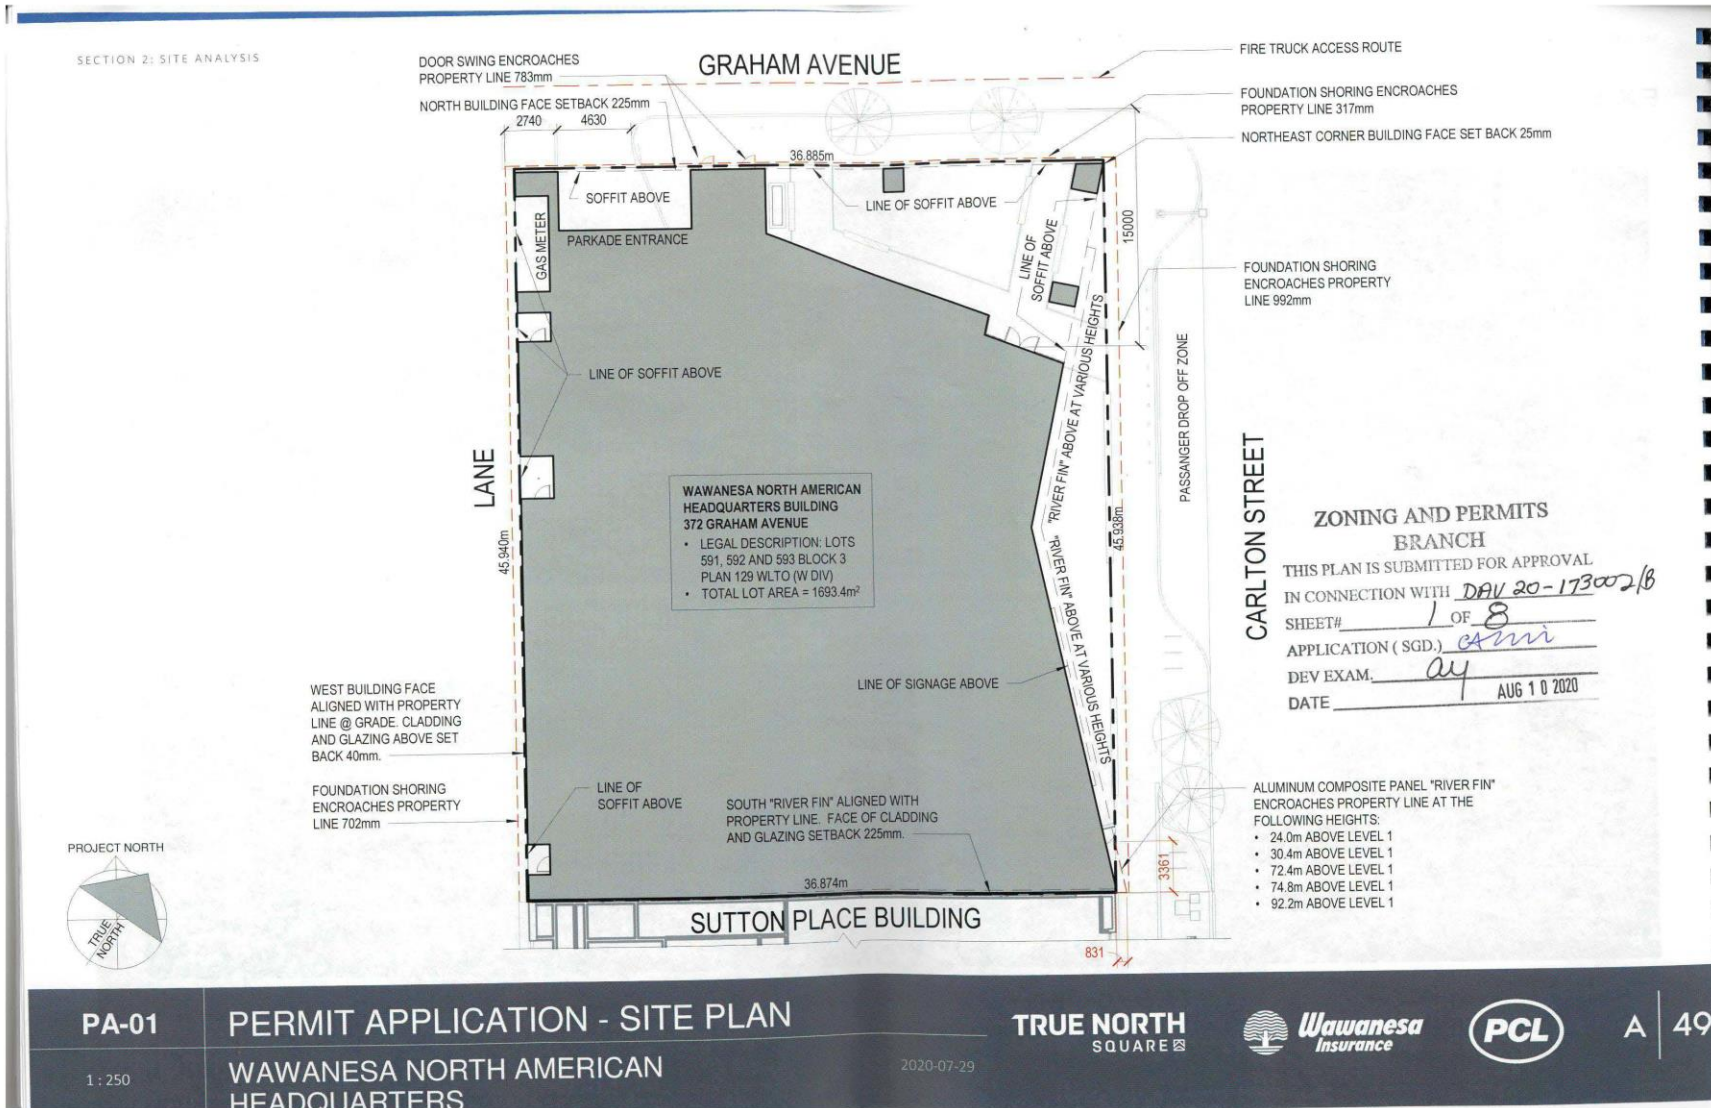 SECTION 2: SITE ANALYSIS
DOOR SWING ENCROACHES
PROPERTY LINE 783mm
NORTH BUILDING FACE SETBACK 225mm
2740
4630
GRAHAM AVENUE
FIRE TRUCK ACCESS ROUTE
FOUNDATION SHORING ENCROACHES
PROPERTY LINE 317mm
NORTHEAST CORNER BUILDING FACE SET BACK 25mm
36.885m
SOFFIT ABOVE
LINE OF SOFFIT ABOVE
PARKADE ENTRANCE
GAS METER
LINE OF
SOFFIT ABOVE
15000
FOUNDATION SHORING
ENCROACHES PROPERTY
LINE 992mm
LINE OF SOFFIT ABOVE
"RIVER FIN" ABOVE AT VARIOUS HEIGHTS
PASSANGER DROP OFF ZONE
LANE
45.940m
WAWANESA NORTH AMERICAN
HEADQUARTERS BUILDING
372 GRAHAM AVENUE
• LEGAL DESCRIPTION: LOTS
591, 592 AND 593 BLOCK 3
PLAN 129 WLTO (W DIV)
• TOTAL LOT AREA = 1693.4m²
45.938m
"RIVER FIN" ABOVE AT VARIOUS HEIGHTS
CARLTON STREET
ZONING AND PERMITS
BRANCH
THIS PLAN IS SUBMITTED FOR APPROVAL
IN CONNECTION WITH DAV 20-173002/B
SHEET# 1 OF 8
APPLICATION ( SGD.)
DEV EXAM. ay
DATE AUG 10 2020
LINE OF SIGNAGE ABOVE
WEST BUILDING FACE
ALIGNED WITH PROPERTY
LINE @ GRADE. CLADDING
AND GLAZING ABOVE SET
BACK 40mm.
FOUNDATION SHORING
ENCROACHES PROPERTY
LINE 702mm
LINE OF
SOFFIT ABOVE
SOUTH "RIVER FIN" ALIGNED WITH
PROPERTY LINE. FACE OF CLADDING
AND GLAZING SETBACK 225mm.
ALUMINUM COMPOSITE PANEL "RIVER FIN"
ENCROACHES PROPERTY LINE AT THE
FOLLOWING HEIGHTS:
• 24.0m ABOVE LEVEL 1
• 30.4m ABOVE LEVEL 1
• 72.4m ABOVE LEVEL 1
• 74.8m ABOVE LEVEL 1
• 92.2m ABOVE LEVEL 1
3361
36.874m
PROJECT NORTH
TRUE
NORTH
SUTTON PLACE BUILDING
831
PA-01
PERMIT APPLICATION - SITE PLAN
1 : 250
WAWANESA NORTH AMERICAN
HEADQUARTERS
2020-07-29
TRUE NORTH
SQUARE
Wawanesa
Insurance
PCL
A | 49